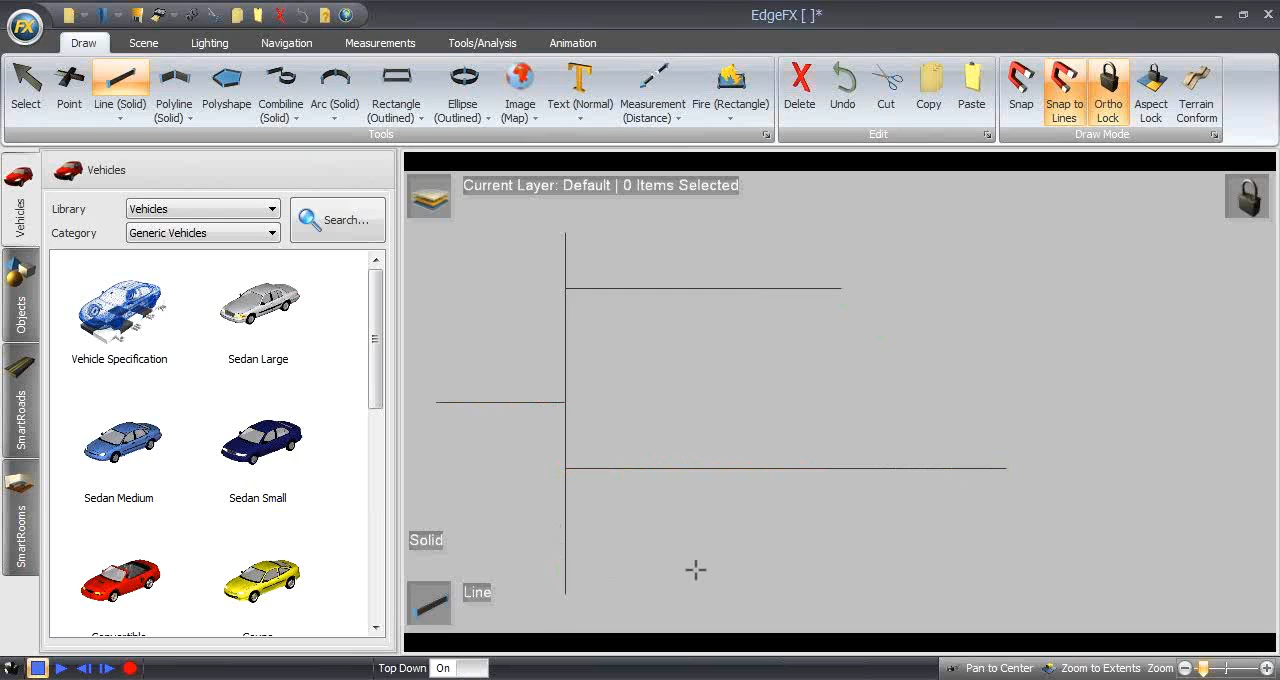 FX
EdgeFX [ ]*
Draw Scene Lighting Navigation Measurements Tools/Analysis Animation
Select Point Line (Solid) Polyline (Solid) Polyshape Combiline (Solid) Arc (Solid) Rectangle (Outlined) Ellipse (Outlined) Image (Map) Text (Normal) Measurement (Distance) Fire (Rectangle)
Delete Undo Cut Copy Paste
Snap Snap to Lines Ortho Lock Aspect Lock Terrain Conform
Tools Edit Draw Mode
Vehicles
Objects
SmartRoads
SmartRooms
Vehicles
Library Vehicles
Search...
Category Generic Vehicles
Vehicle Specification Sedan Large
Sedan Medium Sedan Small
Current Layer: Default | 0 Items Selected
Solid
Line
Top Down On
Pan to Center Zoom to Extents Zoom